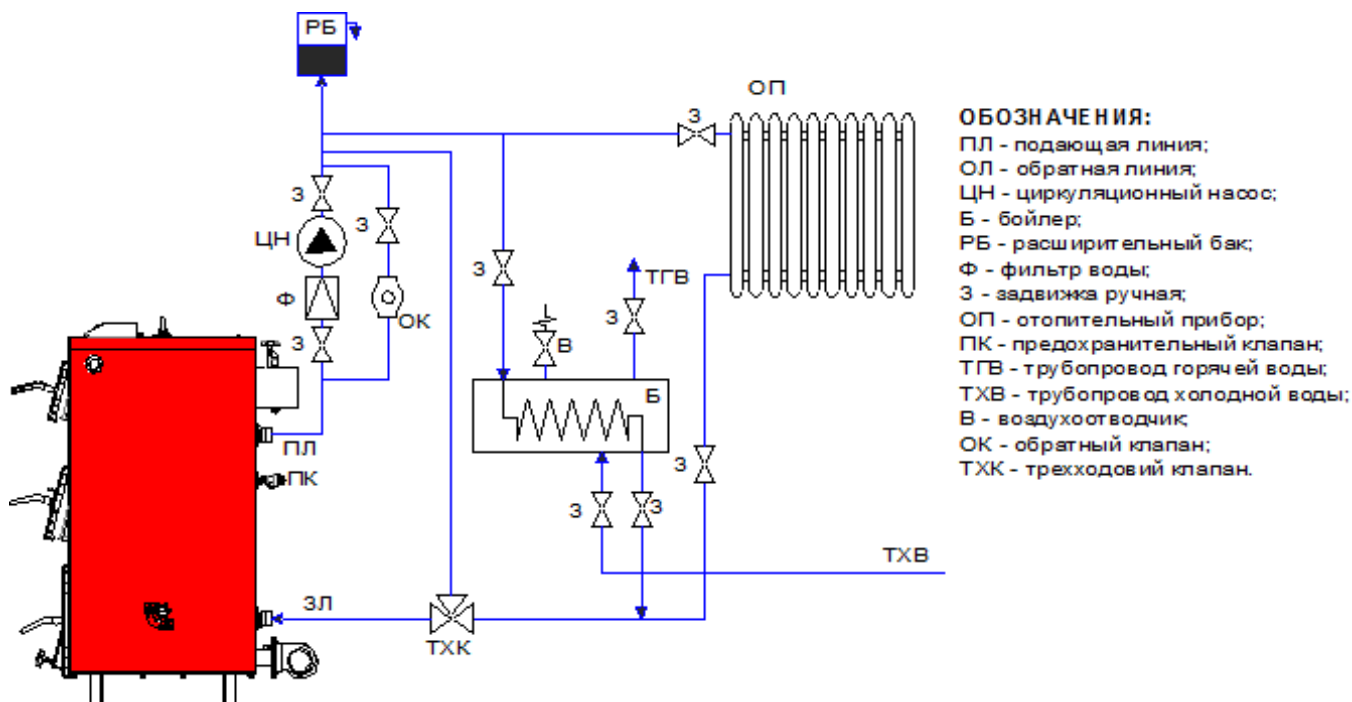 РБ
ОП
З
З
З
ЦН
Ф
З
ОК
З
ТГВ
З
В
Б
ПЛ
ПК
З
З
З
ТХВ
ЗЛ
ТХК
ОБОЗНАЧЕНИЯ:
ПЛ - подающая линия;
ОЛ - обратная линия;
ЦН - циркуляционный насос;
Б - бойлер;
РБ - расширительный бак;
Ф - фильтр воды;
З - задвижка ручная;
ОП - отопительный прибор;
ПК - предохранительный клапан;
ТГВ - трубопровод горячей воды;
ТХВ - трубопровод холодной воды;
В - воздухоотводчик;
ОК - обратный клапан;
ТХК - трехходовий клапан.